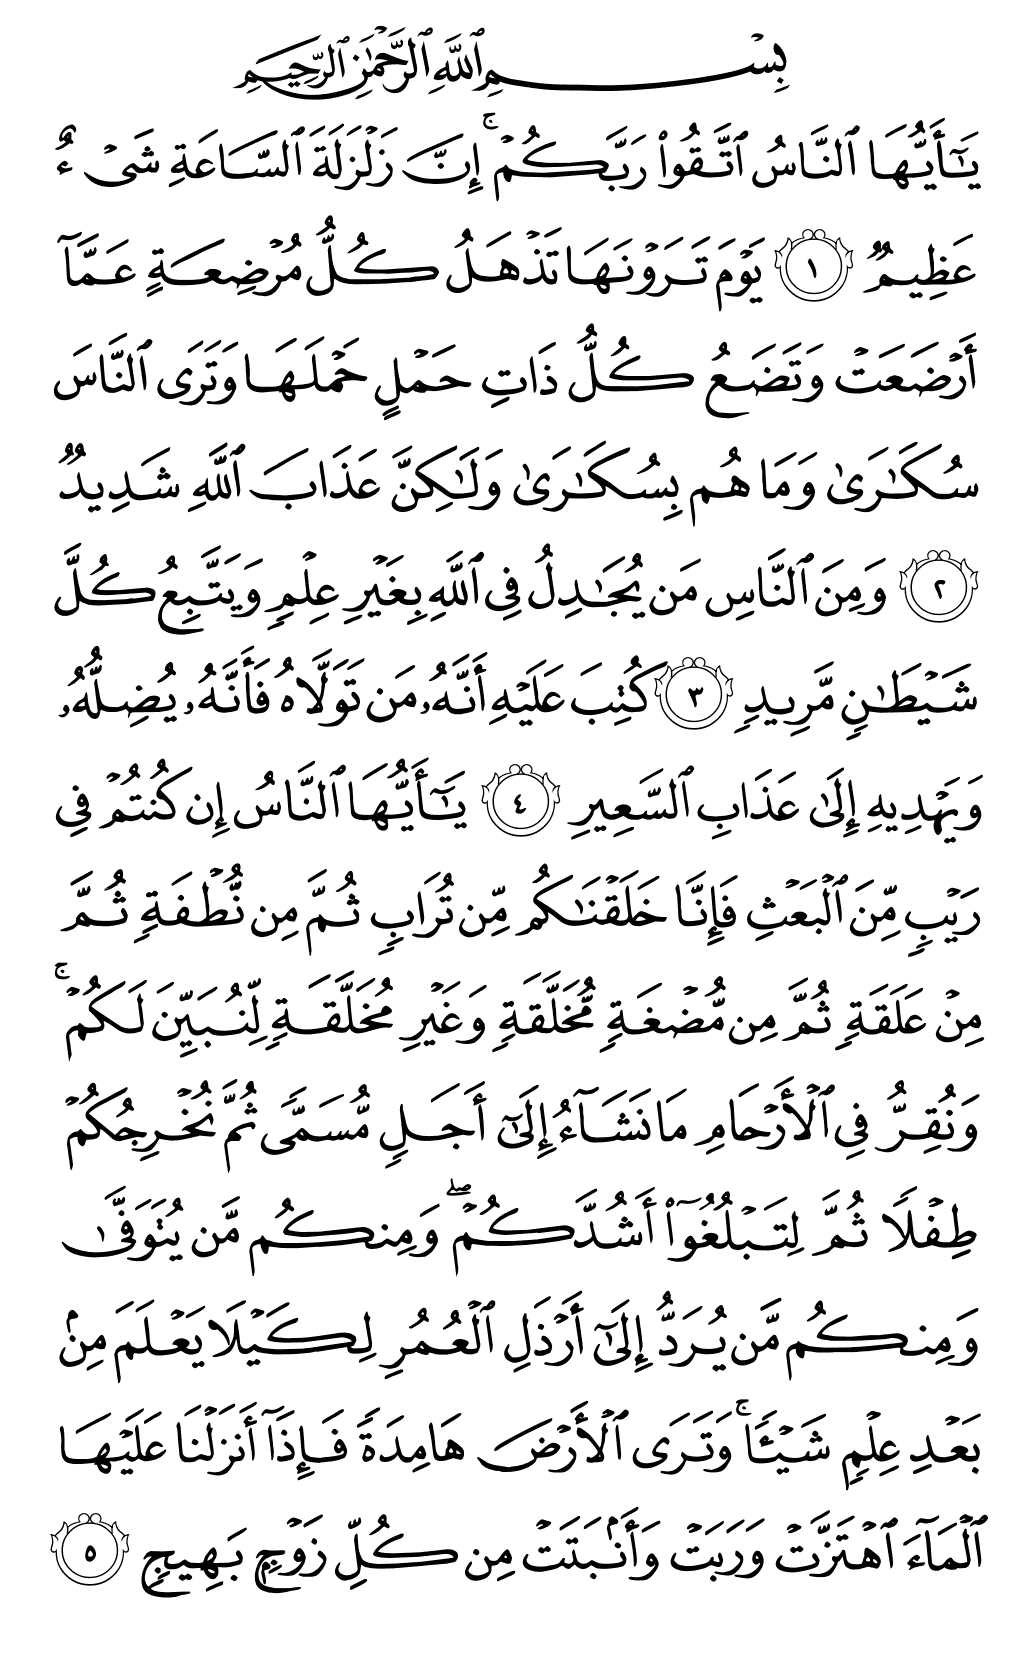 بِسۡمِ ٱللَّهِ ٱلرَّحۡمَٰنِ ٱلرَّحِيمِ
يَٰٓأَيُّهَا ٱلنَّاسُ ٱتَّقُواْ رَبَّكُمۡۚ إِنَّ زَلۡزَلَةَ ٱلسَّاعَةِ شَىۡءٌ
عَظِيمٞ ١ يَوۡمَ تَرَوۡنَهَا تَذۡهَلُ كُلُّ مُرۡضِعَةٍ عَمَّآ
أَرۡضَعَتۡ وَتَضَعُ كُلُّ ذَاتِ حَمۡلٍ حَمۡلَهَا وَتَرَى ٱلنَّاسَ
سُكَٰرَىٰ وَمَا هُم بِسُكَٰرَىٰ وَلَٰكِنَّ عَذَابَ ٱللَّهِ شَدِيدٞ
٢ وَمِنَ ٱلنَّاسِ مَن يُجَٰدِلُ فِى ٱللَّهِ بِغَيۡرِ عِلۡمٖ وَيَتَّبِعُ كُلَّ
شَيۡطَٰنٖ مَّرِيدٖ ٣ كُتِبَ عَلَيۡهِ أَنَّهُۥ مَن تَوَلَّاهُ فَأَنَّهُۥ يُضِلُّهُۥ
وَيَهۡدِيهِ إِلَىٰ عَذَابِ ٱلسَّعِيرِ ٤ يَٰٓأَيُّهَا ٱلنَّاسُ إِن كُنتُمۡ فِى
رَيۡبٖ مِّنَ ٱلۡبَعۡثِ فَإِنَّا خَلَقۡنَٰكُم مِّن تُرَابٖ ثُمَّ مِن نُّطۡفَةٖ ثُمَّ
مِنۡ عَلَقَةٖ ثُمَّ مِن مُّضۡغَةٖ مُّخَلَّقَةٖ وَغَيۡرِ مُخَلَّقَةٖ لِّنُبَيِّنَ لَكُمۡۚ
وَنُقِرُّ فِى ٱلۡأَرۡحَامِ مَا نَشَآءُ إِلَىٰٓ أَجَلٖ مُّسَمّٗى ثُمَّ نُخۡرِجُكُمۡ
طِفۡلٗا ثُمَّ لِتَبۡلُغُوٓاْ أَشُدَّكُمۡۖ وَمِنكُم مَّن يُتَوَفَّىٰ
وَمِنكُم مَّن يُرَدُّ إِلَىٰٓ أَرۡذَلِ ٱلۡعُمُرِ لِكَيۡلَا يَعۡلَمَ مِنۢ
بَعۡدِ عِلۡمٖ شَيۡـٔٗاۚ وَتَرَى ٱلۡأَرۡضَ هَامِدَةٗ فَإِذَآ أَنزَلۡنَا عَلَيۡهَا
ٱلۡمَآءَ ٱهۡتَزَّتۡ وَرَبَتۡ وَأَنۢبَتَتۡ مِن كُلِّ زَوۡجِۭ بَهِيجٖ ٥